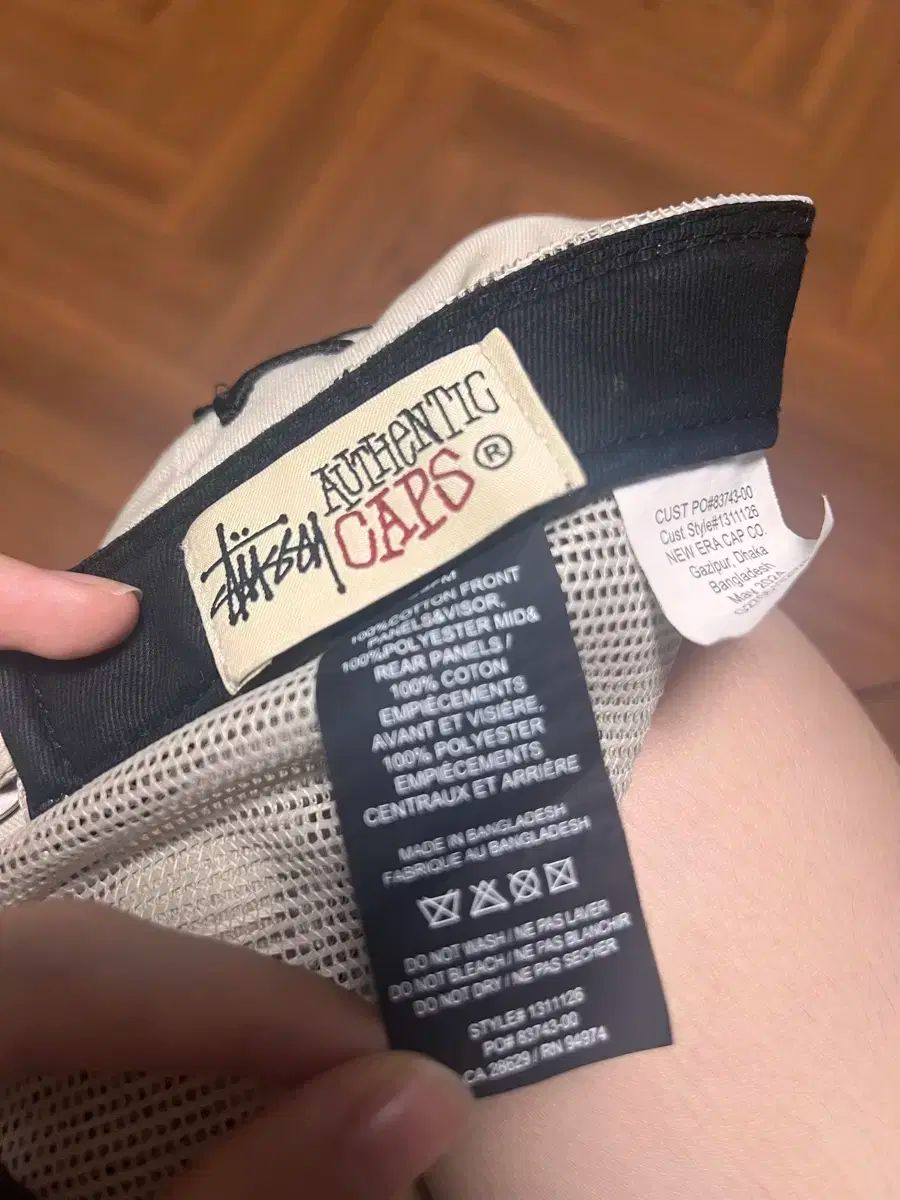 STÜSSY
AUTHENTIC
CAPS®
100%COTTON FRONT
PANELS&VISOR,
100%POLYESTER MID&
REAR PANELS /
100% COTON
EMPIÈCEMENTS
AVANT ET VISIÈRE,
100% POLYESTER
EMPIÈCEMENTS
CENTRAUX ET ARRIÈRE
MADE IN BANGLADESH
FABRIQUE AU BANGLADESH
DO NOT WASH / NE PAS LAVER
DO NOT BLEACH / NE PAS BLANCHIR
DO NOT DRY / NE PAS SECHER
STYLE# 1311126
PO# 83743-00
CA 28629 / RN 94974
CUST PO#83743-00
Cust Style#1311126
NEW ERA CAP CO.
Gazipur, Dhaka
Bangladesh
May 2024